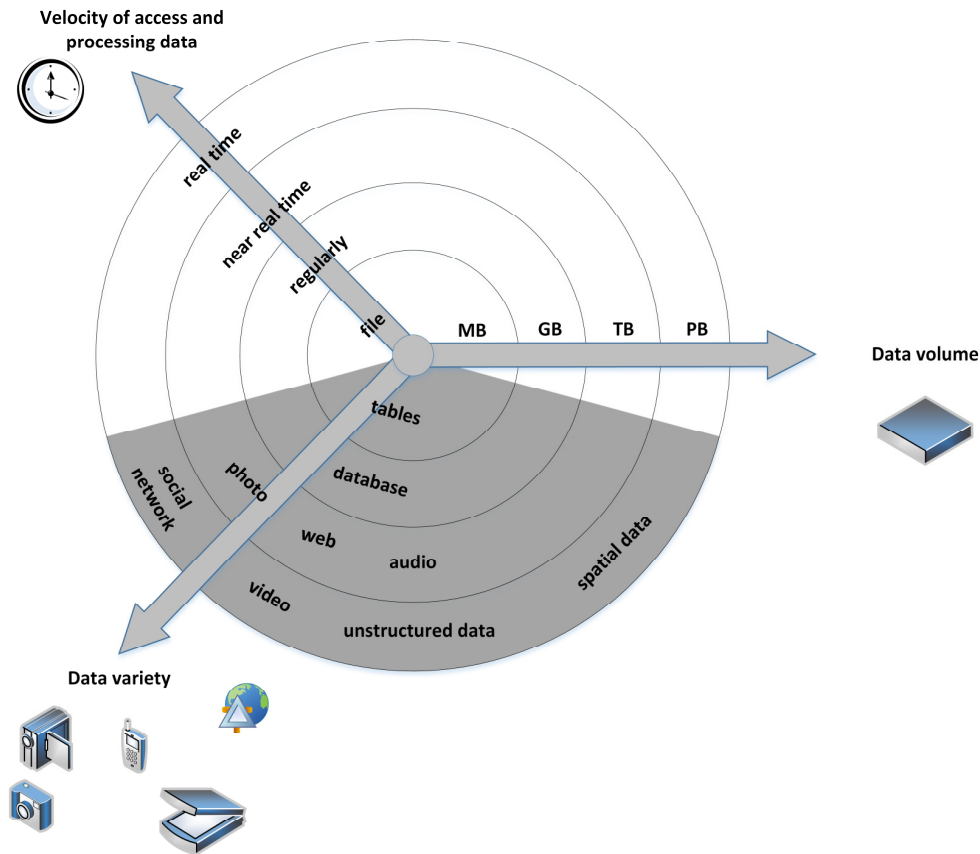 Velocity of access and
processing data
real time
near real time
regularly
file
MB GB TB PB
Data volume
tables
database
photo
social
network
web
audio
spatial data
video
unstructured data
Data variety